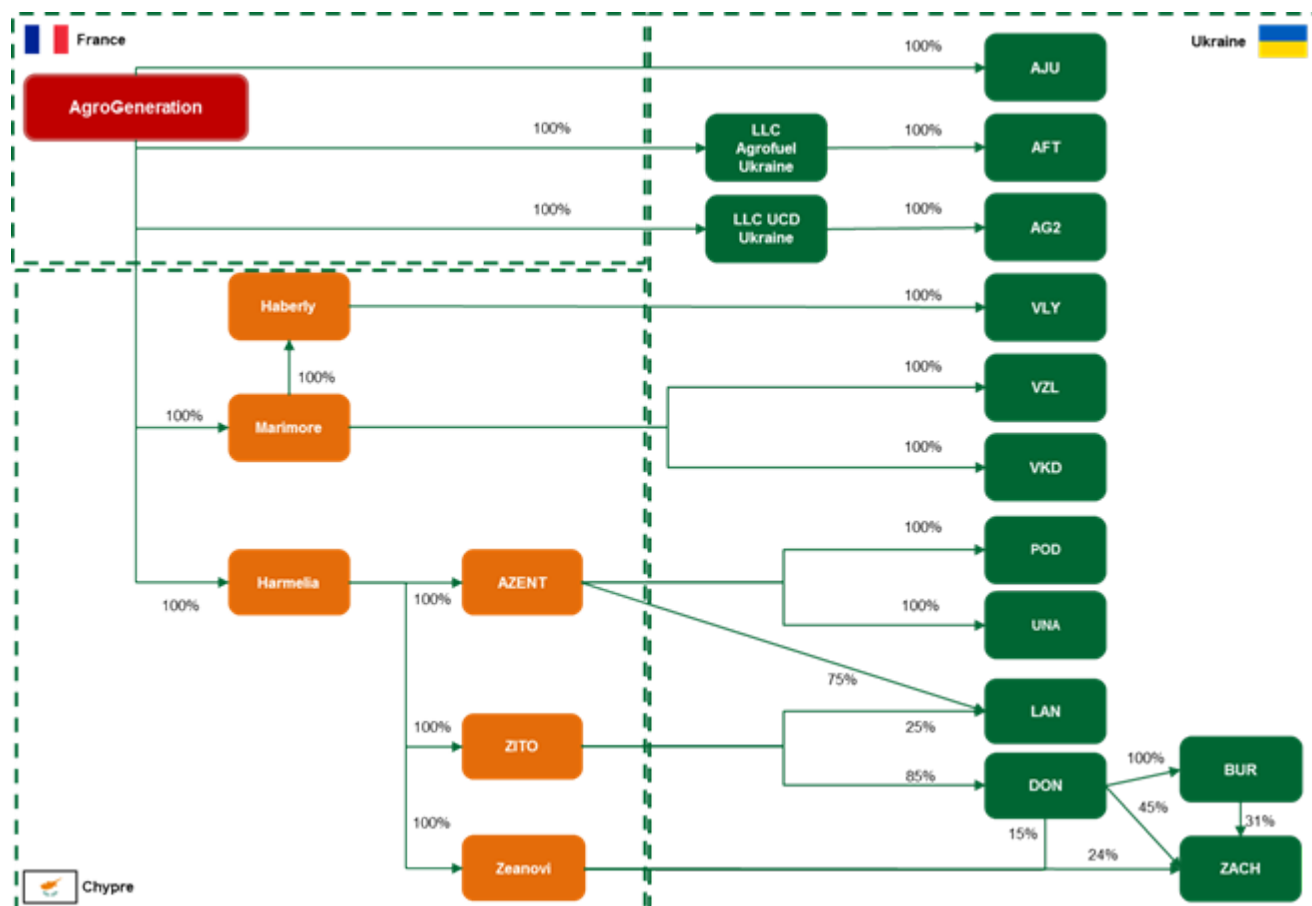 France
Ukraine
AgroGeneration
100%
AJU
100%
LLC
Agrofuel
Ukraine
100%
AFT
100%
LLC UCD
Ukraine
100%
AG2
Haberly
100%
VLY
100%
100%
Marimore
100%
VZL
100%
VKD
100%
Harmelia
100%
AZENT
100%
POD
100%
UNA
75%
LAN
100%
ZITO
25%
85%
DON
100%
BUR
45%
31%
100%
Zeanovi
15%
24%
ZACH
Chypre